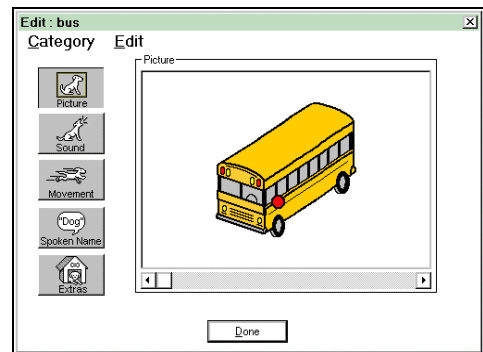 Edit : bus
Category Edit
Picture
Picture
Sound
Movement
"Dog"
Spoken Name
Extras
Done